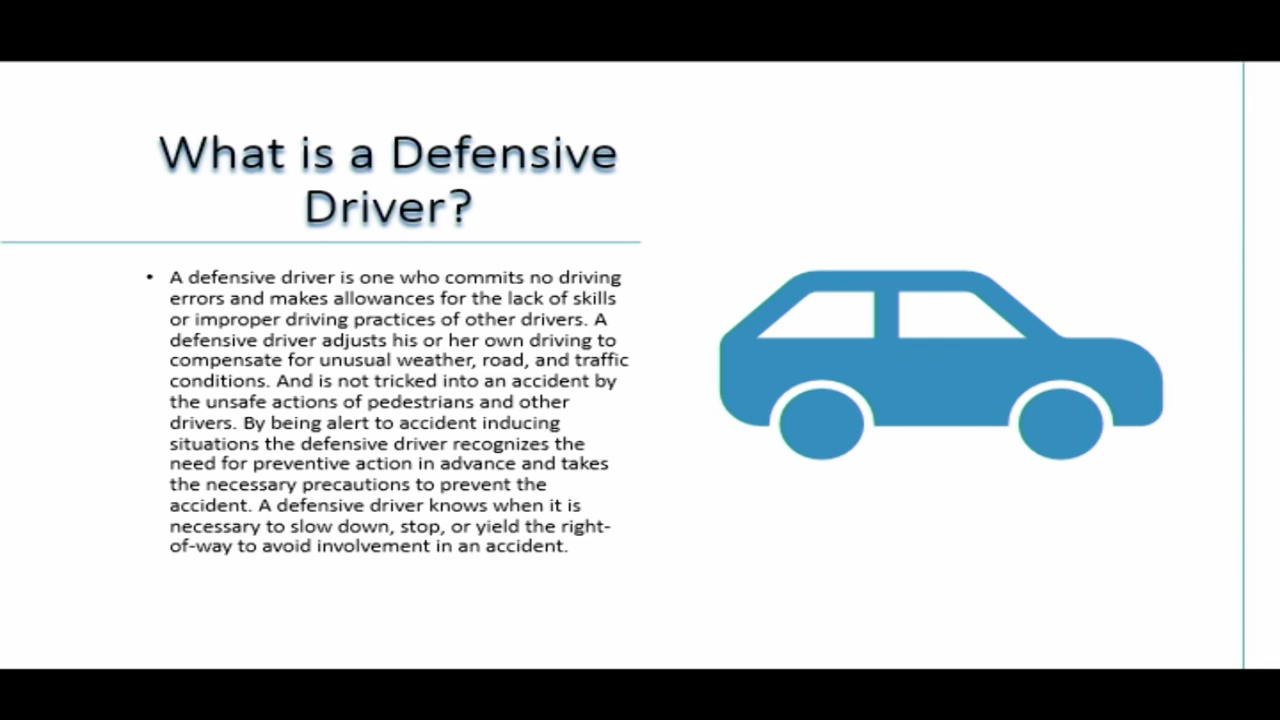 What is a Defensive
Driver?
• A defensive driver is one who commits no driving
errors and makes allowances for the lack of skills
or improper driving practices of other drivers. A
defensive driver adjusts his or her own driving to
compensate for unusual weather, road, and traffic
conditions. And is not tricked into an accident by
the unsafe actions of pedestrians and other
drivers. By being alert to accident inducing
situations the defensive driver recognizes the
need for preventive action in advance and takes
the necessary precautions to prevent the
accident. A defensive driver knows when it is
necessary to slow down, stop, or yield the right-
of-way to avoid involvement in an accident.